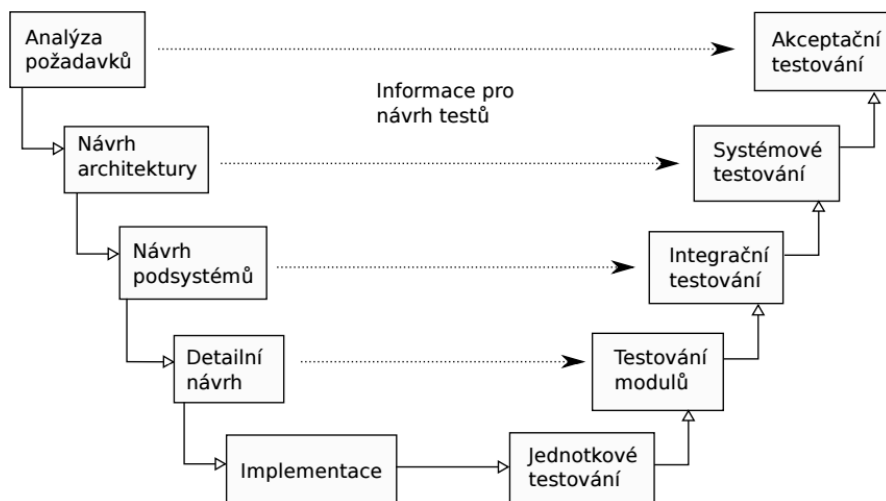 Analýza
požadavků
Akceptační
testování
Informace pro
návrh testů
Návrh
architektury
Systémové
testování
Návrh
podsystémů
Integrační
testování
Detailní
návrh
Testování
modulů
Implementace
Jednotkové
testování